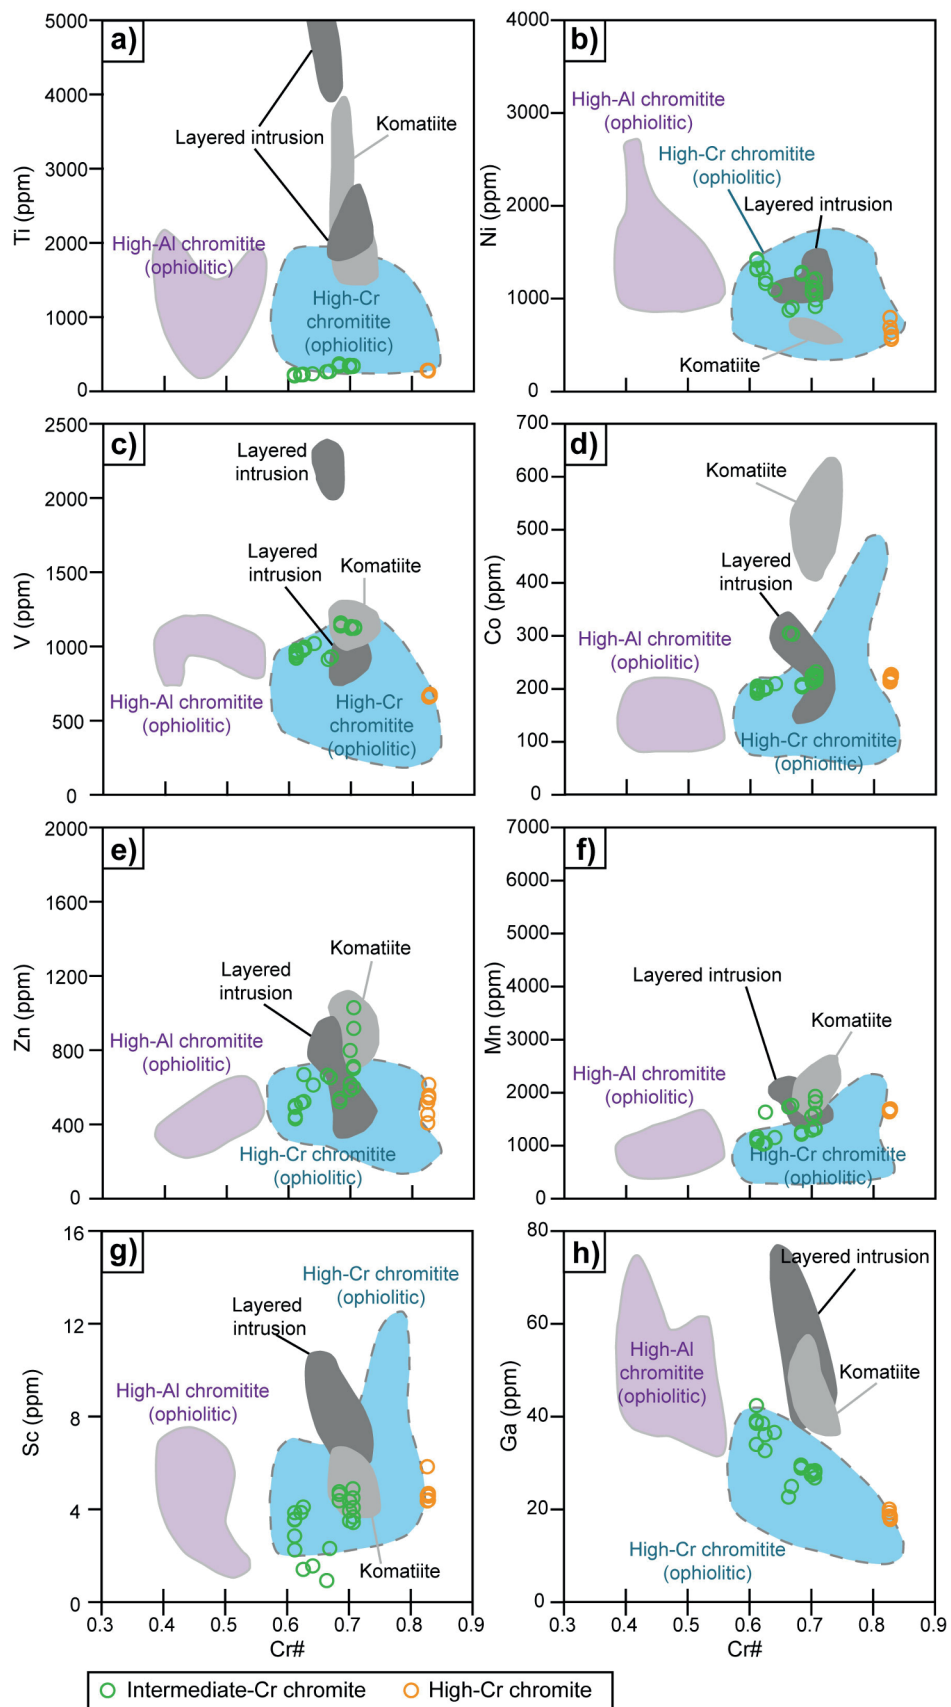 a)
5000
4000
3000
2000
1000
0
Ti (ppm)
Layered intrusion
Komatiite
High-Al chromitite
(ophiolitic)
High-Cr
chromitite
(ophiolitic)
b)
4000
3000
2000
1000
0
Ni (ppm)
High-Al chromitite
(ophiolitic)
High-Cr chromitite
(ophiolitic)
Layered intrusion
Komatiite
c)
2500
2000
1500
1000
500
0
V (ppm)
Layered
intrusion
Layered
intrusion
Komatiite
High-Al chromitite
(ophiolitic)
High-Cr
chromitite
(ophiolitic)
d)
700
600
500
400
300
200
100
0
Co (ppm)
Komatiite
Layered
intrusion
High-Al chromitite
(ophiolitic)
High-Cr chromitite
(ophiolitic)
e)
2000
1600
1200
800
400
0
Zn (ppm)
Komatiite
Layered
intrusion
High-Al chromitite
(ophiolitic)
High-Cr chromitite
(ophiolitic)
f)
7000
6000
5000
4000
3000
2000
1000
0
Mn (ppm)
Layered intrusion
Komatiite
High-Al chromitite
(ophiolitic)
High-Cr chromitite
(ophiolitic)
g)
16
12
8
4
0
Sc (ppm)
High-Cr chromitite
(ophiolitic)
Layered
intrusion
High-Al chromitite
(ophiolitic)
Komatiite
0.3 0.4 0.5 0.6 0.7 0.8
Cr#
h)
80
60
40
20
0
Ga (ppm)
Layered intrusion
High-Al
chromitite
(ophiolitic)
Komatiite
High-Cr chromitite
(ophiolitic)
0.3 0.4 0.5 0.6 0.7 0.8 0.9
Cr#
Intermediate-Cr chromite
High-Cr chromite